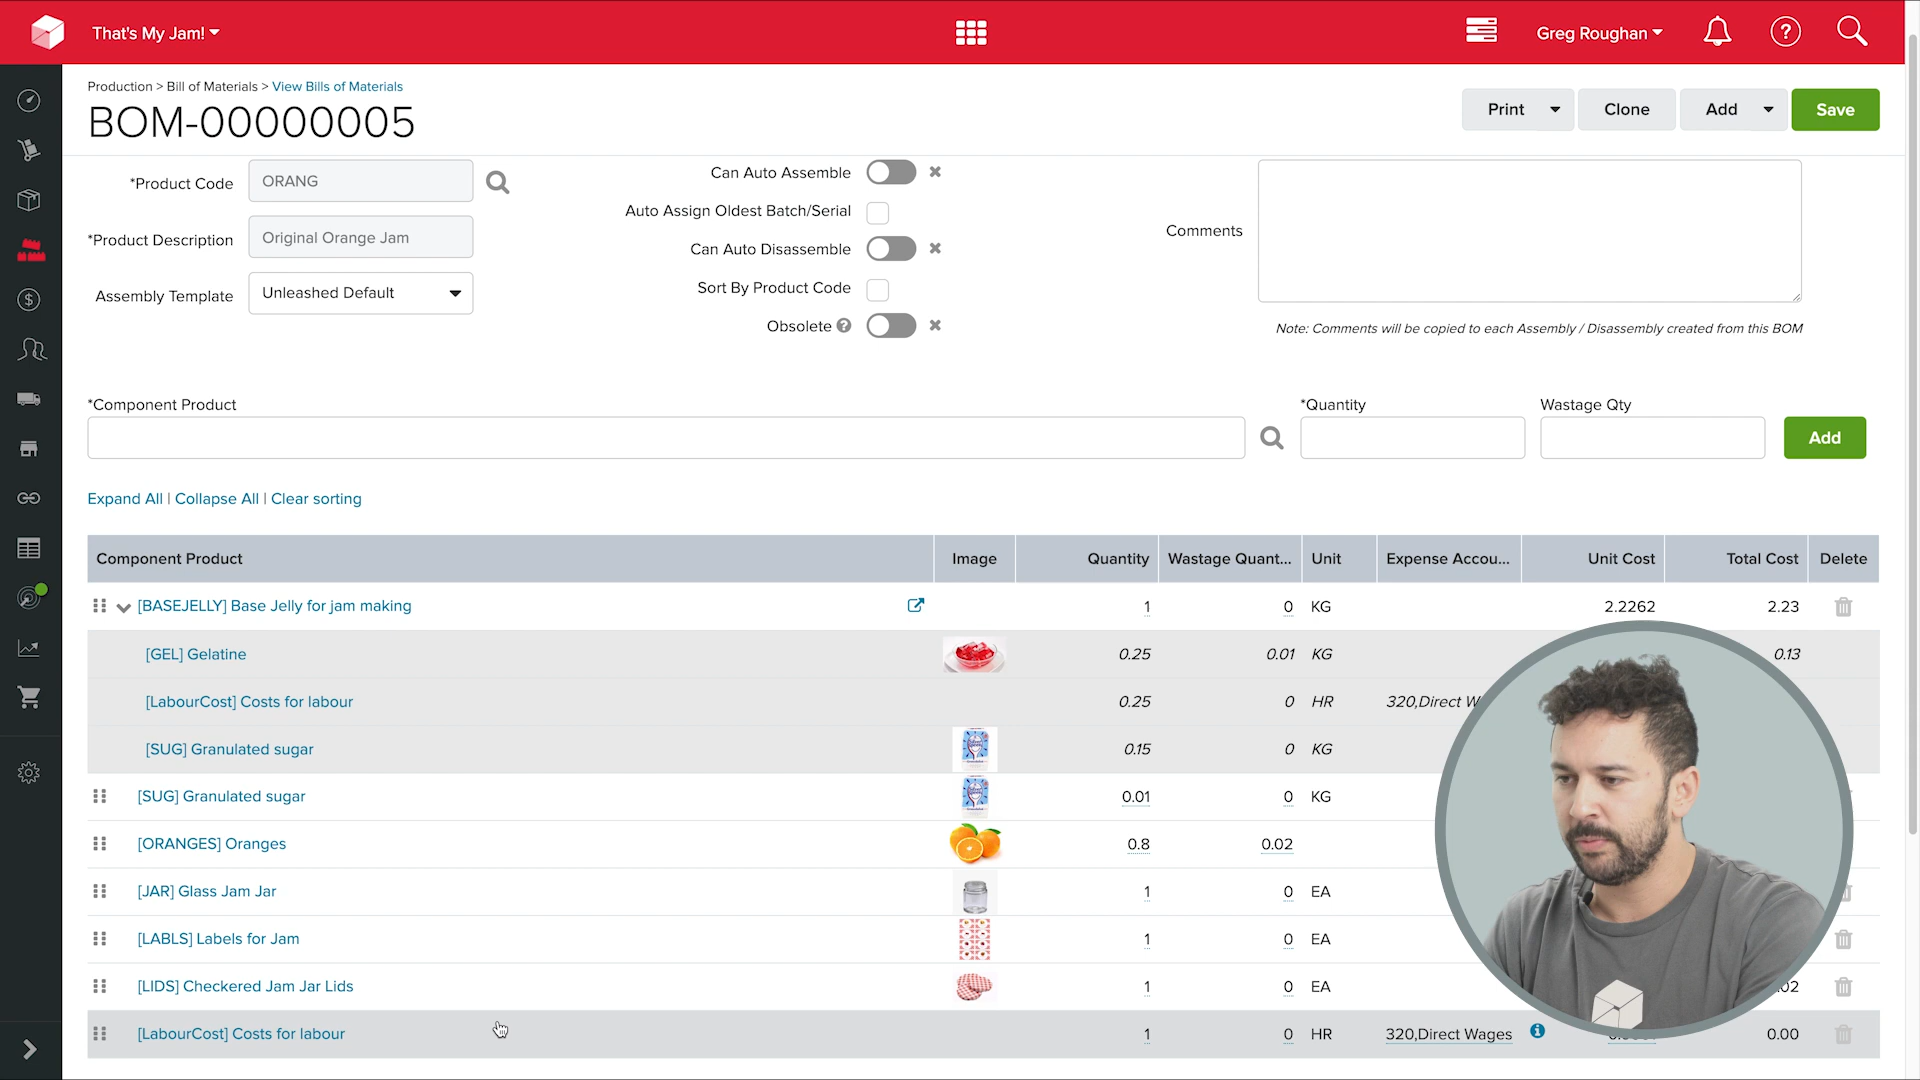 That's My Jam!
Greg Roughan
?
Production > Bill of Materials > View Bills of Materials
BOM-00000005
Print
Clone
Add
Save
*Product Code
ORANG
*Product Description
Original Orange Jam
Assembly Template
Unleashed Default
Can Auto Assemble
Auto Assign Oldest Batch/Serial
Can Auto Disassemble
Sort By Product Code
Obsolete ?
Comments
Note: Comments will be copied to each Assembly / Disassembly created from this BOM
*Component Product
*Quantity
Wastage Qty
Add
Expand All | Collapse All | Clear sorting
Component Product Image Quantity Wastage Quant... Unit Expense Accou... Unit Cost Total Cost Delete
[BASEJELLY] Base Jelly for jam making 1 0 KG 2.2262 2.23
[GEL] Gelatine 0.25 0.01 KG 0.13
[LabourCost] Costs for labour 0.25 0 HR 320,Direct W
[SUG] Granulated sugar 0.15 0 KG
[SUG] Granulated sugar 0.01 0 KG
[ORANGES] Oranges 0.8 0.02
[JAR] Glass Jam Jar 1 0 EA
[LABLS] Labels for Jam 1 0 EA
[LIDS] Checkered Jam Jar Lids 1 0 EA .02
[LabourCost] Costs for labour 1 0 HR 320,Direct Wages 0.00